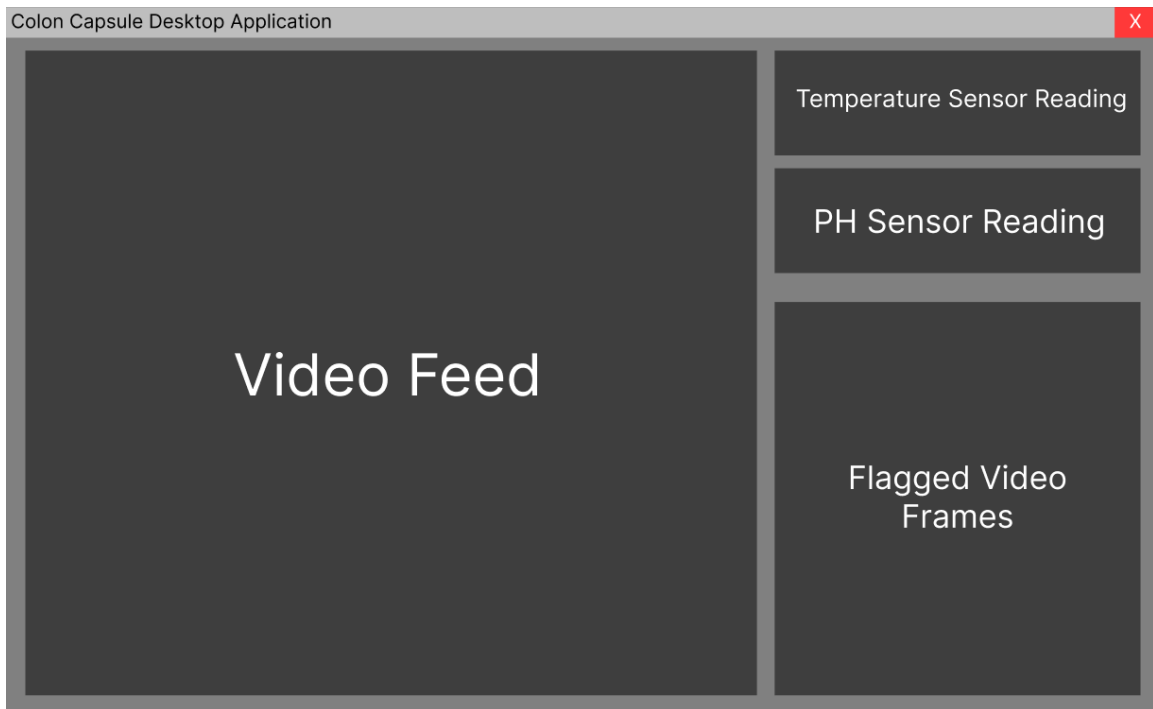 Colon Capsule Desktop Application
X
Video Feed
Temperature Sensor Reading
PH Sensor Reading
Flagged Video
Frames